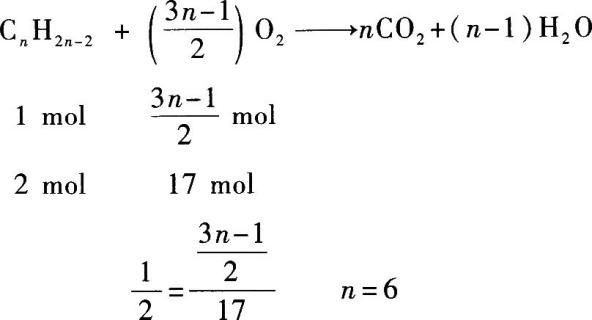 CₙH₂ₙ₋₂ + ((3n-1)/2) O₂ ⟶ nCO₂ + (n-1)H₂O
1 mol (3n-1)/2 mol
2 mol 17 mol
1/2 = ((3n-1)/2)/17 n=6